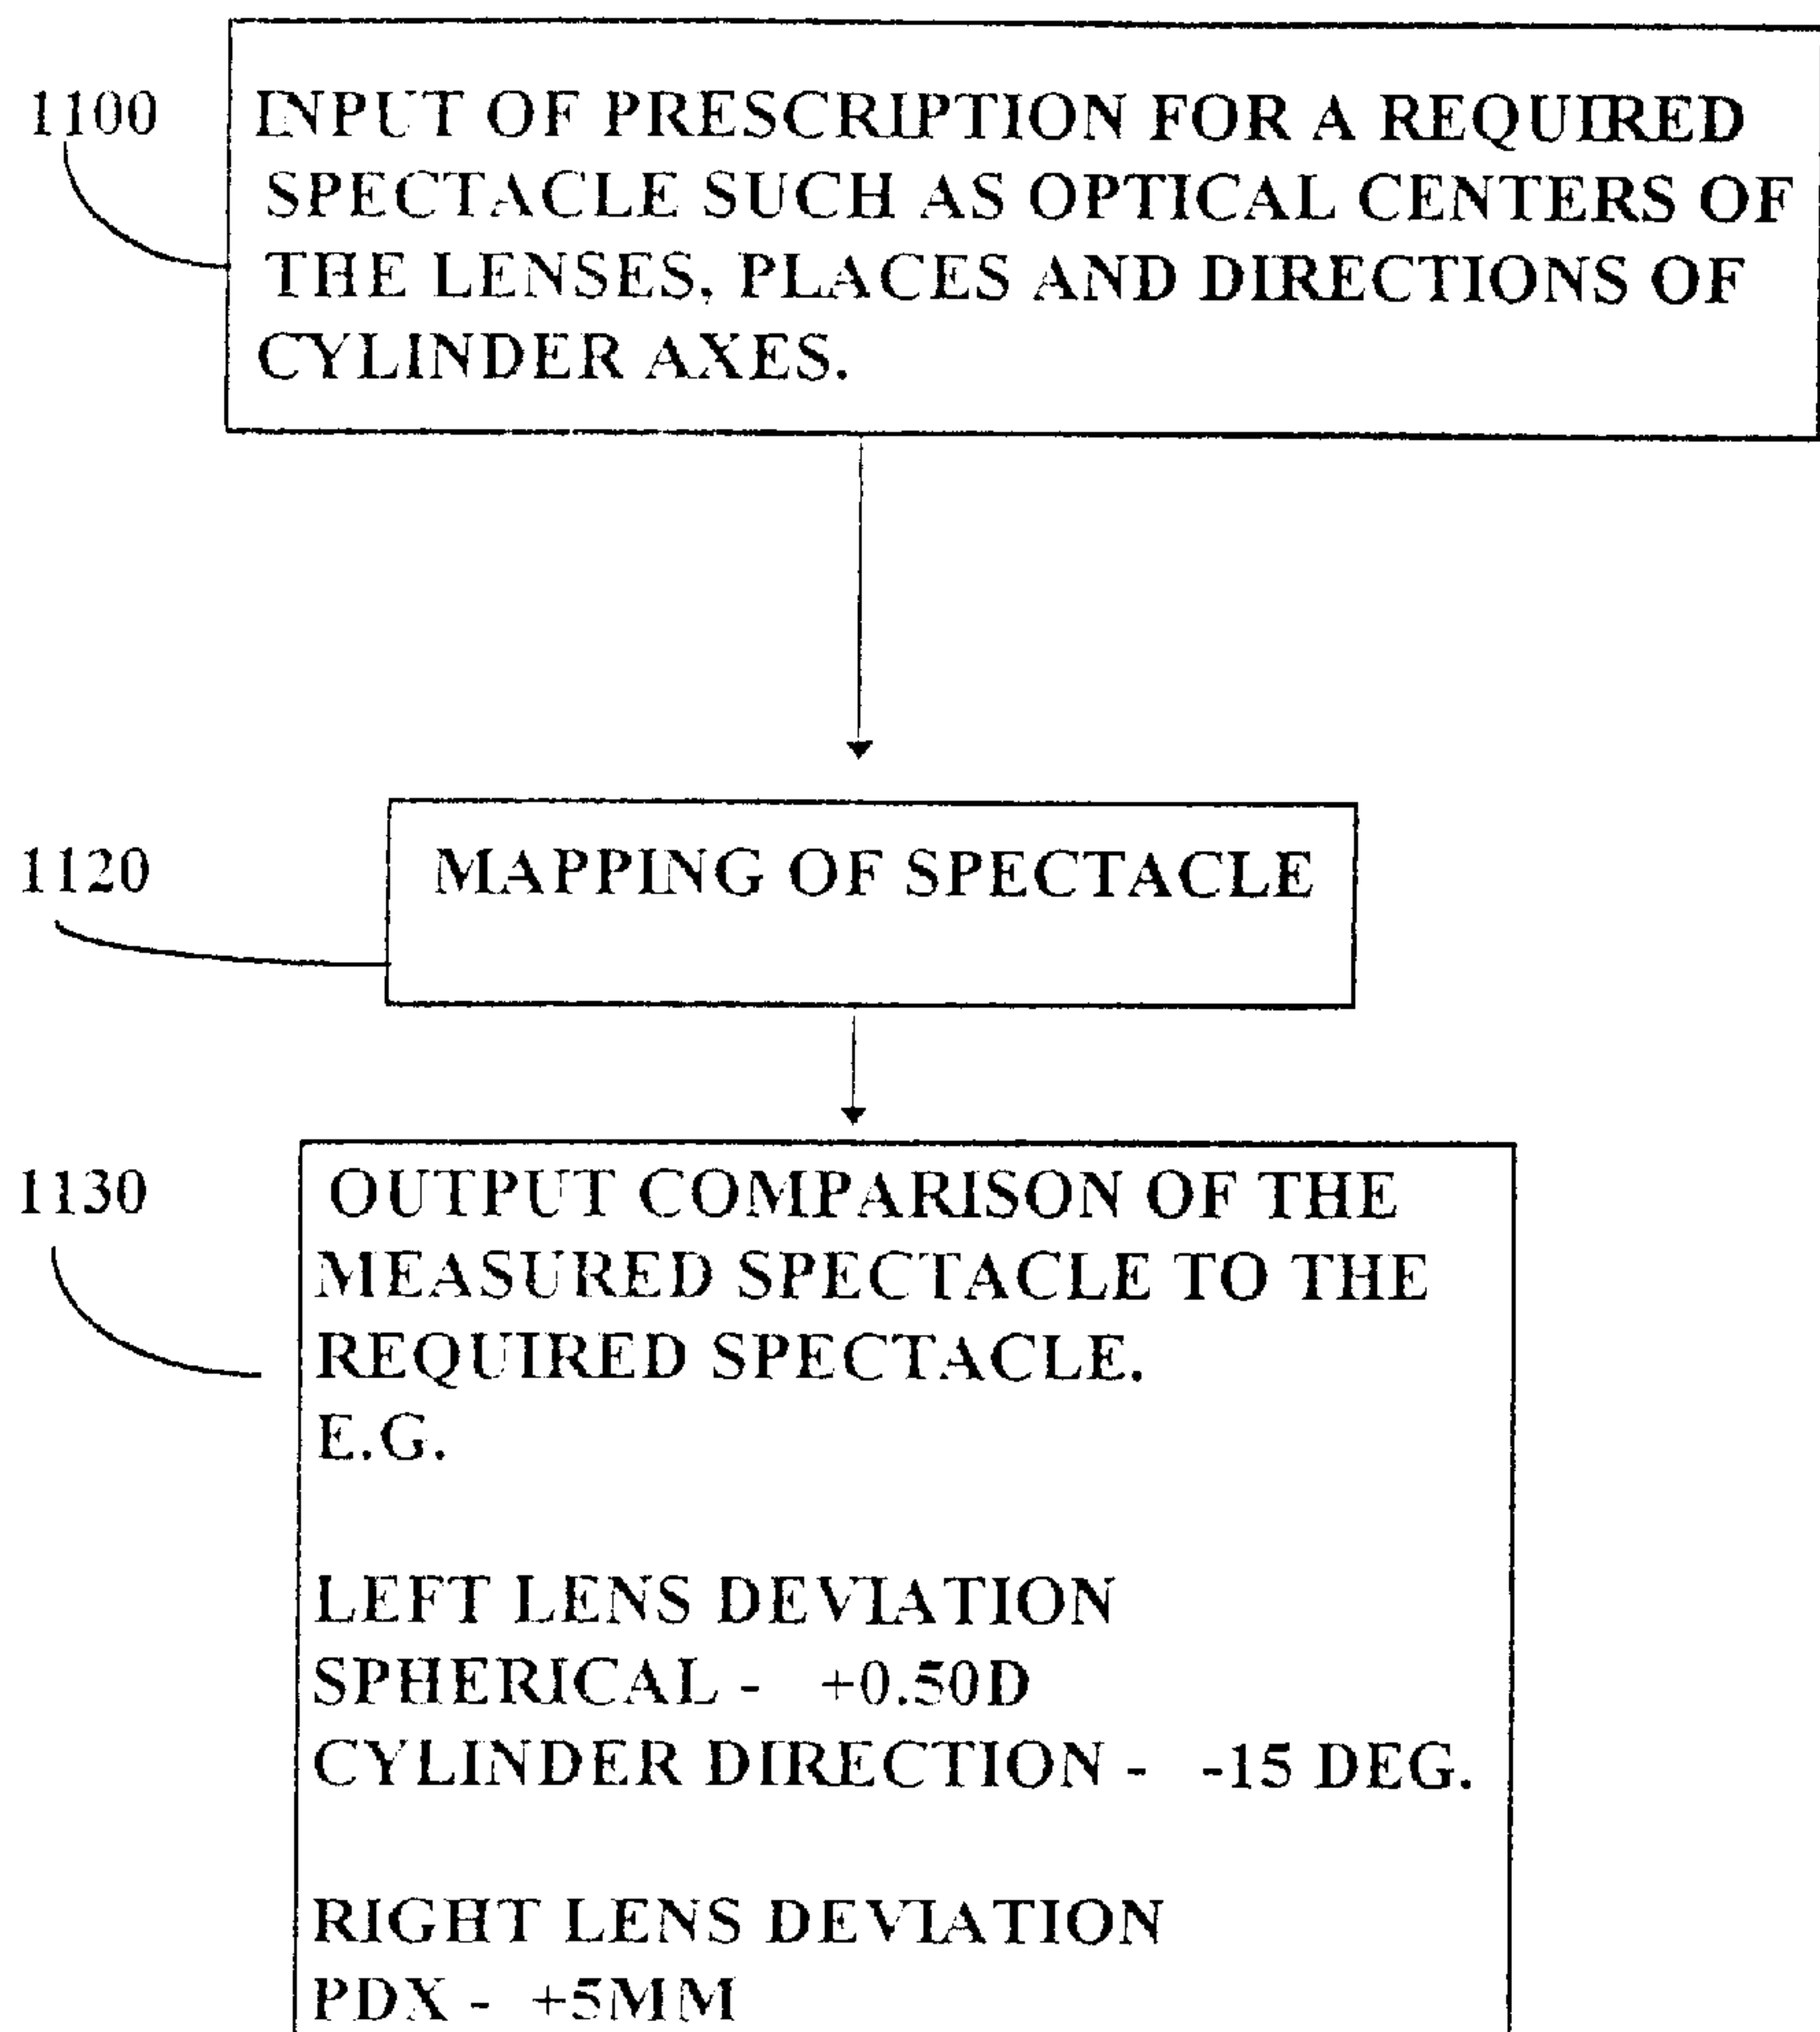 1100
INPUT OF PRESCRIPTION FOR A REQUIRED
SPECTACLE SUCH AS OPTICAL CENTERS OF
THE LENSES, PLACES AND DIRECTIONS OF
CYLINDER AXES.
1120
MAPPING OF SPECTACLE
1130
OUTPUT COMPARISON OF THE
MEASURED SPECTACLE TO THE
REQUIRED SPECTACLE.
E.G.
LEFT LENS DEVIATION
SPHERICAL - +0.50D
CYLINDER DIRECTION - -15 DEG.
RIGHT LENS DEVIATION
PDX - +5MM